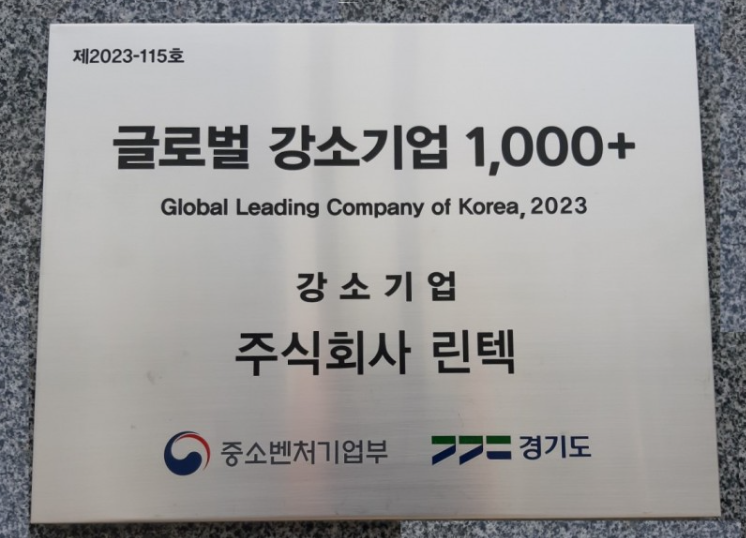 제2023-115호
글로벌 강소기업 1,000+
Global Leading Company of Korea, 2023
강소기업
주식회사 린텍
중소벤처기업부 경기도